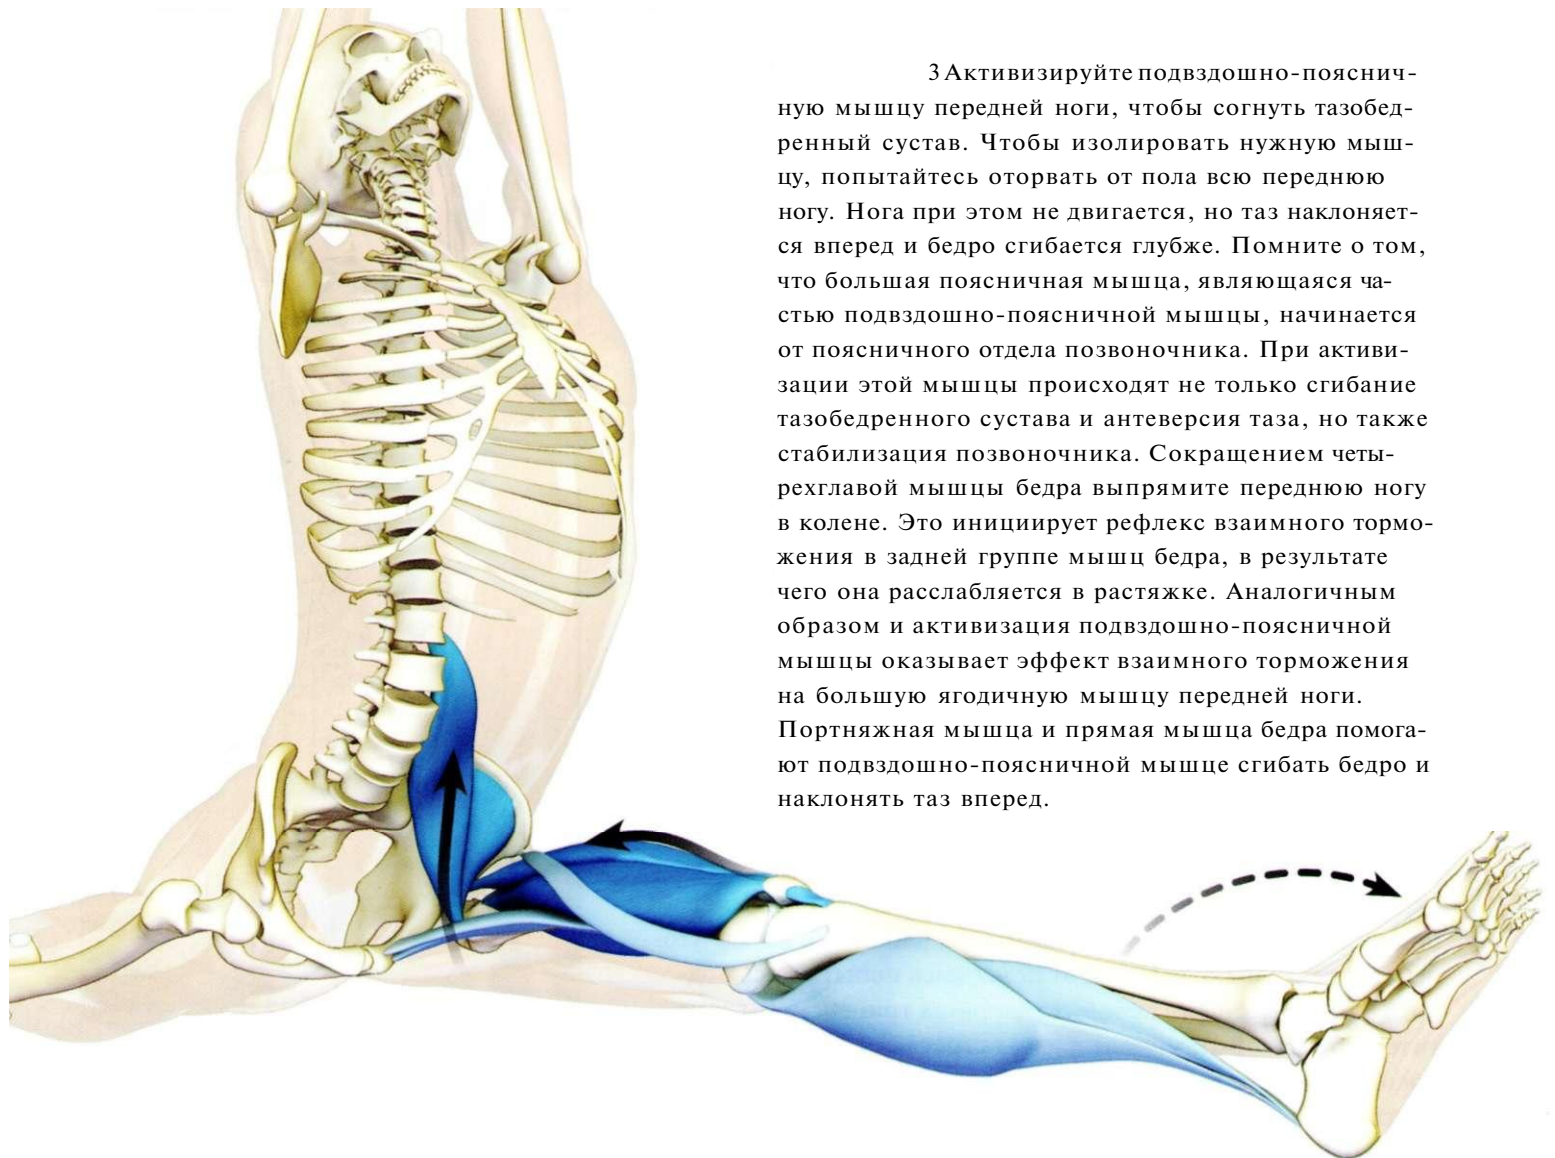 3 Активизируйте подвздошно-пояснич-
ную мышцу передней ноги, чтобы согнуть тазобед-
ренный сустав. Чтобы изолировать нужную мыш-
цу, попытайтесь оторвать от пола всю переднюю
ногу. Нога при этом не двигается, но таз наклоняет-
ся вперед и бедро сгибается глубже. Помните о том,
что большая поясничная мышца, являющаяся ча-
стью подвздошно-поясничной мышцы, начинается
от поясничного отдела позвоночника. При активи-
зации этой мышцы происходят не только сгибание
тазобедренного сустава и антеверсия таза, но также
стабилизация позвоночника. Сокращением четы-
рехглавой мышцы бедра выпрямите переднюю ногу
в колене. Это инициирует рефлекс взаимного тормо-
жения в задней группе мышц бедра, в результате
чего она расслабляется в растяжке. Аналогичным
образом и активизация подвздошно-поясничной
мышцы оказывает эффект взаимного торможения
на большую ягодичную мышцу передней ноги.
Портняжная мышца и прямая мышца бедра помога-
ют подвздошно-поясничной мышце сгибать бедро и
наклонять таз вперед.